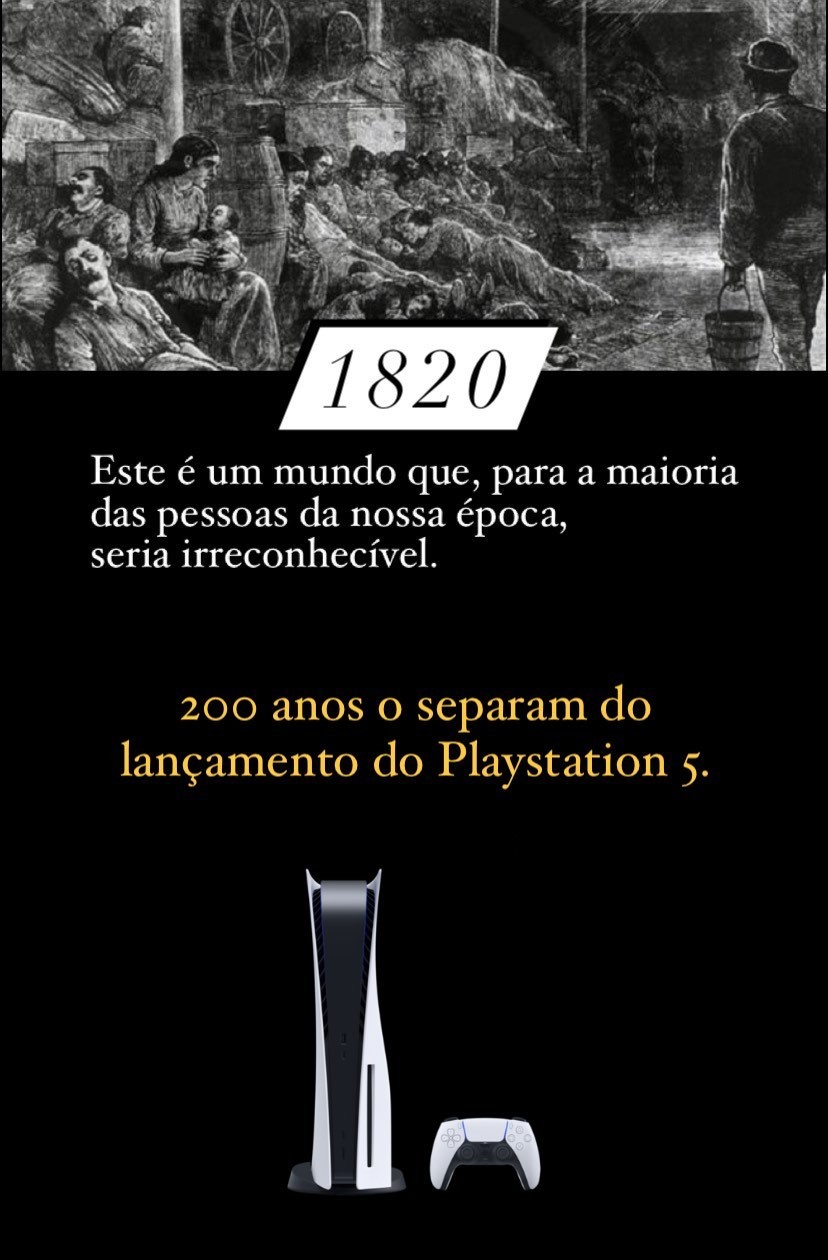 1820
Este é um mundo que, para a maioria
das pessoas da nossa época,
seria irreconhecível.
200 anos o separam do
lançamento do Playstation 5.